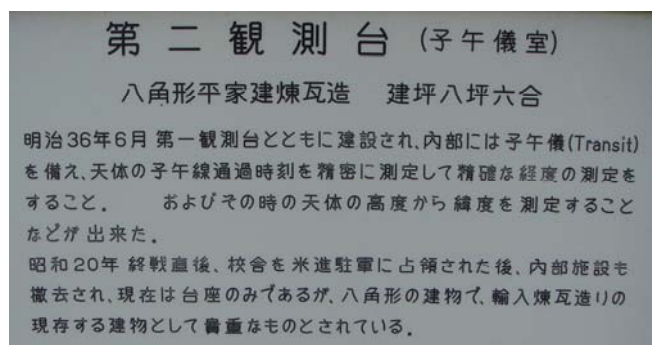 第二観測台(子午儀室)
八角形平家建煉瓦造 建坪八坪六合
明治36年6月 第一観測台とともに建設され、内部には子午儀(Transit)
を備え、天体の子午線通過時刻を精密に測定して精確な経度の測定を
すること. およびその時の天体の高度から緯度を測定すること
などが出来た.
昭和20年 終戦直後、校舎を米進駐軍に占領された後、内部施設も
撤去され、現在は台座のみであるが、八角形の建物で、輸入煉瓦造りの
現存する建物として貴重なものとされている.